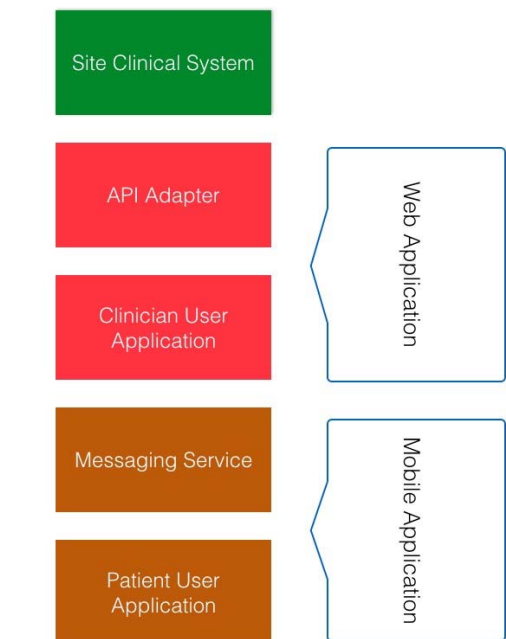 Site Clinical System
API Adapter
Web Application
Clinician User
Application
Messaging Service
Mobile Application
Patient User
Application